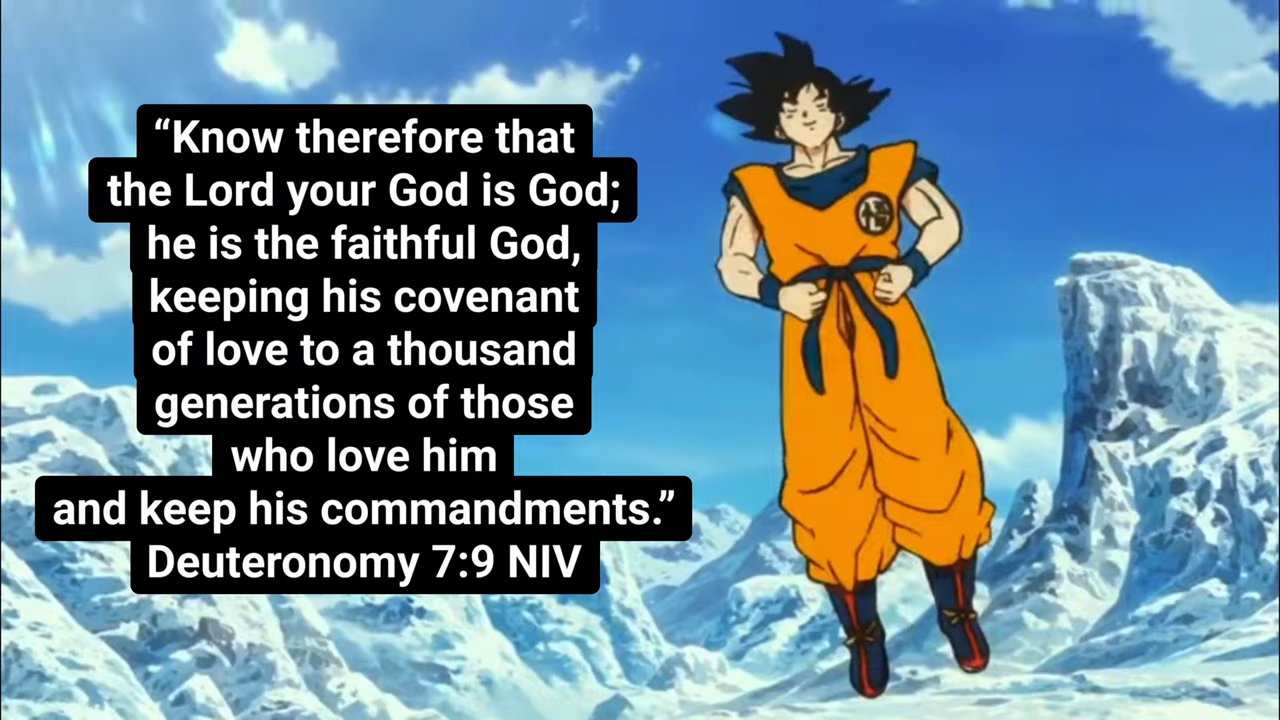 “Know therefore that
the Lord your God is God;
he is the faithful God,
keeping his covenant
of love to a thousand
generations of those
who love him
and keep his commandments.”
Deuteronomy 7:9 NIV